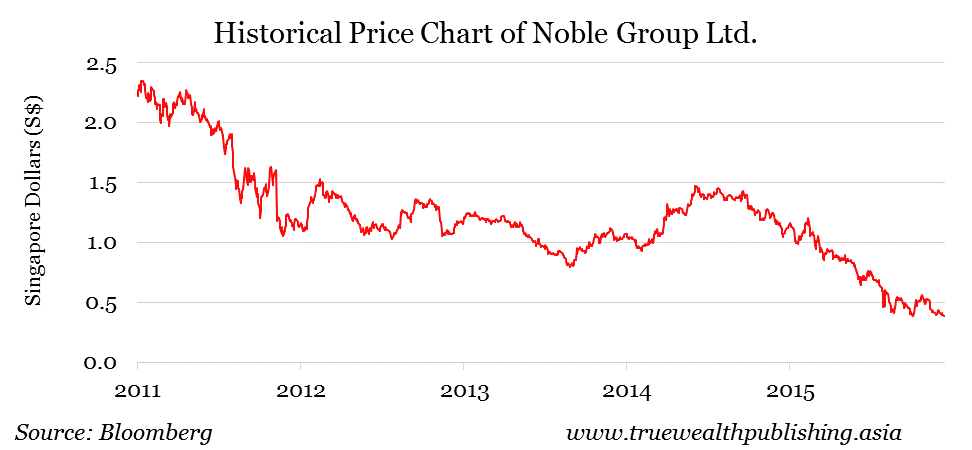 Historical Price Chart of Noble Group Ltd.
Singapore Dollars (S$)
2.5
2.0
1.5
1.0
0.5
0.0
2011 2012 2013 2014 2015
Source: Bloomberg www.truewealthpublishing.asia